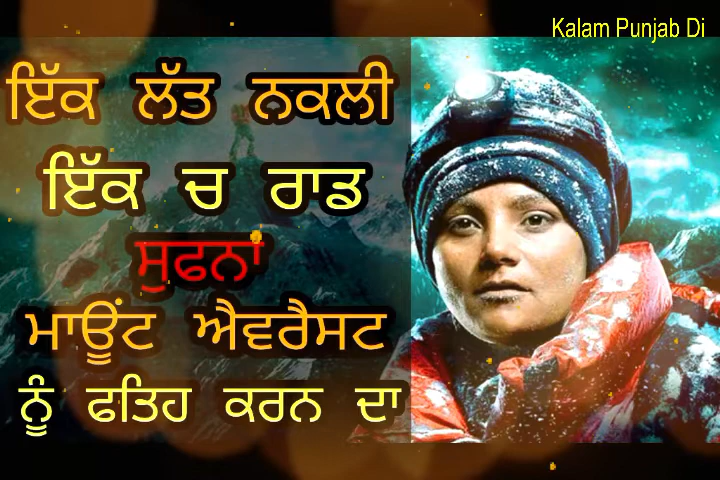 Kalam Punjab Di
ਇੱਕ ਲੱਤ ਨਕਲੀ
ਇੱਕ ਚ ਰਾਡ
ਸੁਫਨਾਂ
ਮਾਊਂਟ ਐਵਰੈਸਟ
ਨੂੰ ਫਤਿਹ ਕਰਨ ਦਾ